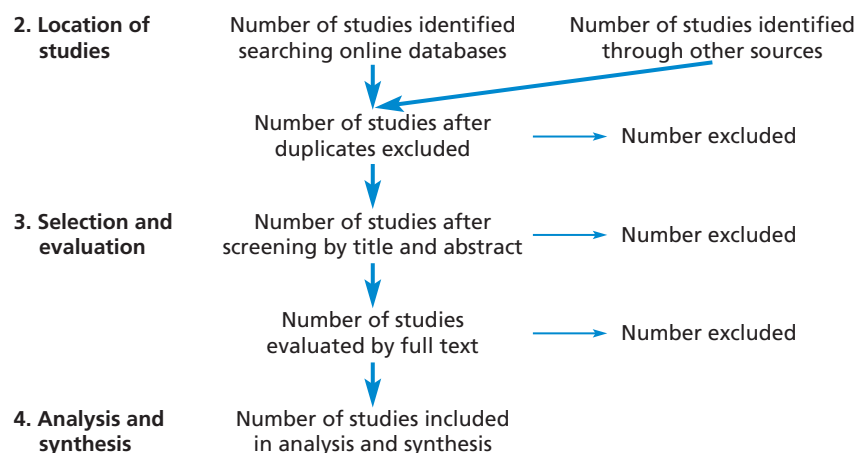 2. Location of
studies
Number of studies identified
searching online databases
Number of studies identified
through other sources
Number of studies after
duplicates excluded
Number excluded
3. Selection and
evaluation
Number of studies after
screening by title and abstract
Number excluded
Number of studies
evaluated by full text
Number excluded
4. Analysis and
synthesis
Number of studies included
in analysis and synthesis